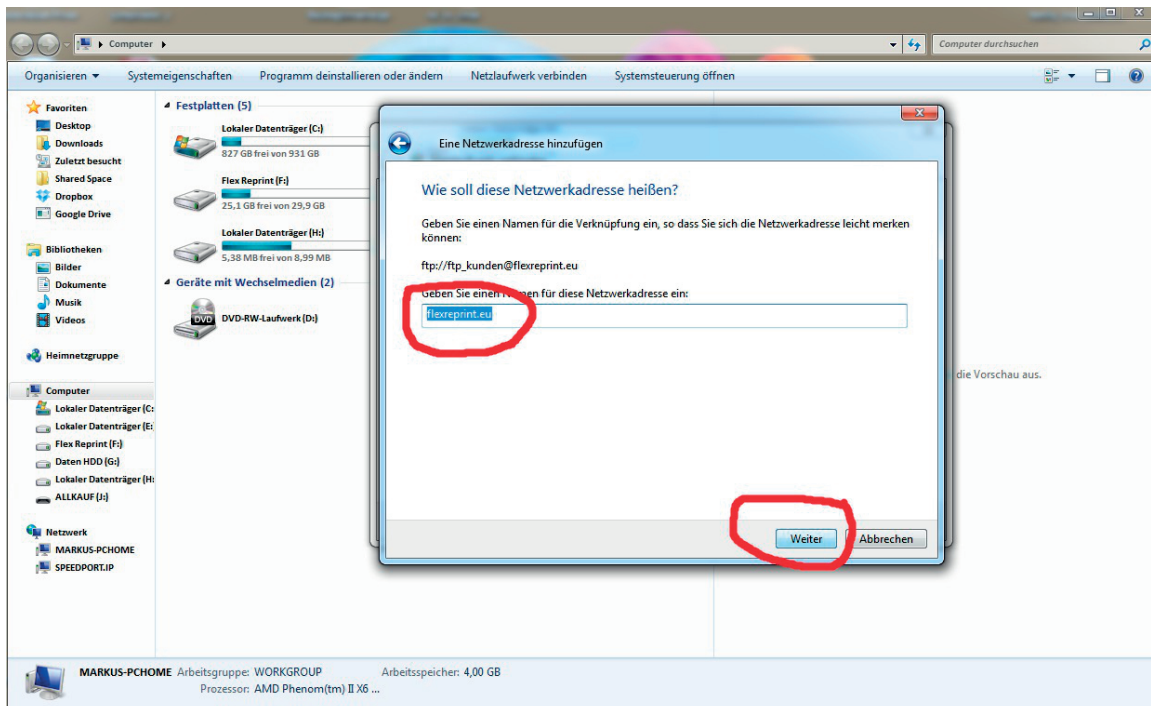 Computer
Computer durchsuchen
Organisieren
Systemeigenschaften
Programm deinstallieren oder ändern
Netzlaufwerk verbinden
Systemsteuerung öffnen
Favoriten
Desktop
Downloads
Zuletzt besucht
Shared Space
Dropbox
Google Drive
Bibliotheken
Bilder
Dokumente
Musik
Videos
Heimnetzgruppe
Computer
Lokaler Datenträger (C:
Lokaler Datenträger (E:
Flex Reprint (F:)
Daten HDD (G:)
Lokaler Datenträger (H:
ALLKAUF (J:)
Netzwerk
MARKUS-PCHOME
SPEEDPORT.IP
Festplatten (5)
Lokaler Datenträger (C:)
827 GB frei von 931 GB
Flex Reprint (F:)
25,1 GB frei von 29,9 GB
Lokaler Datenträger (H:)
5,38 MB frei von 8,99 MB
Geräte mit Wechselmedien (2)
DVD
DVD-RW-Laufwerk (D:)
Eine Netzwerkadresse hinzufügen
Wie soll diese Netzwerkadresse heißen?
Geben Sie einen Namen für die Verknüpfung ein, so dass Sie sich die Netzwerkadresse leicht merken
können:
ftp://ftp_kunden@flexreprint.eu
Geben Sie einen Namen für diese Netzwerkadresse ein:
flexreprint.eu
Weiter
Abbrechen
die Vorschau aus.
MARKUS-PCHOME Arbeitsgruppe: WORKGROUP Arbeitsspeicher: 4,00 GB
Prozessor: AMD Phenom(tm) II X6 ...